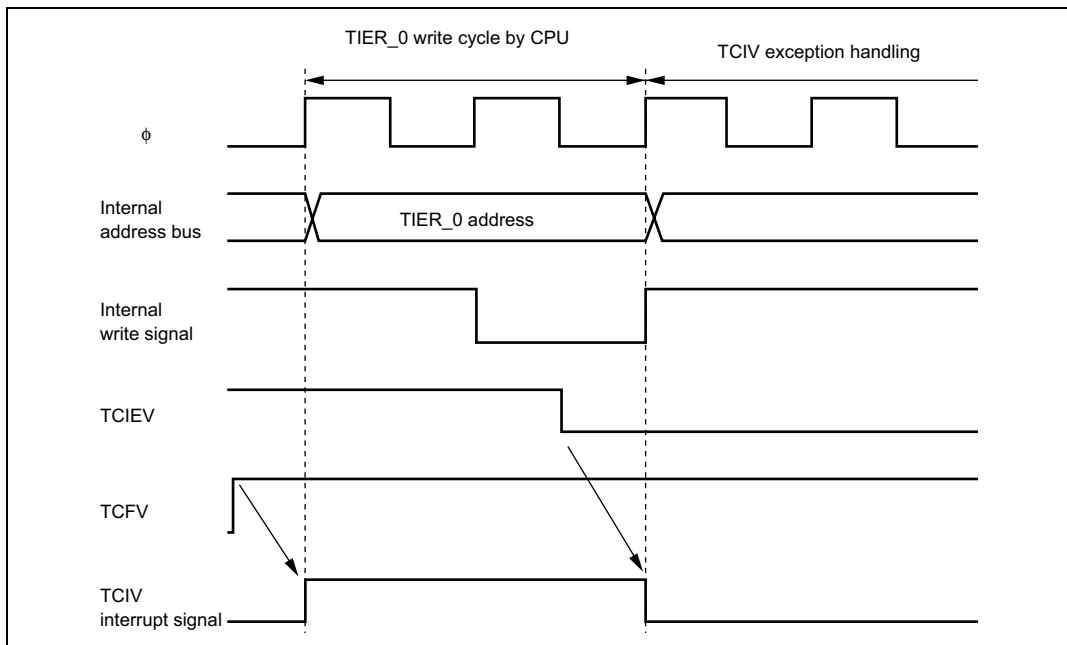 TIER_0 write cycle by CPU
TCIV exception handling
ϕ
Internal
address bus
TIER_0 address
Internal
write signal
TCIEV
TCFV
TCIV
interrupt signal